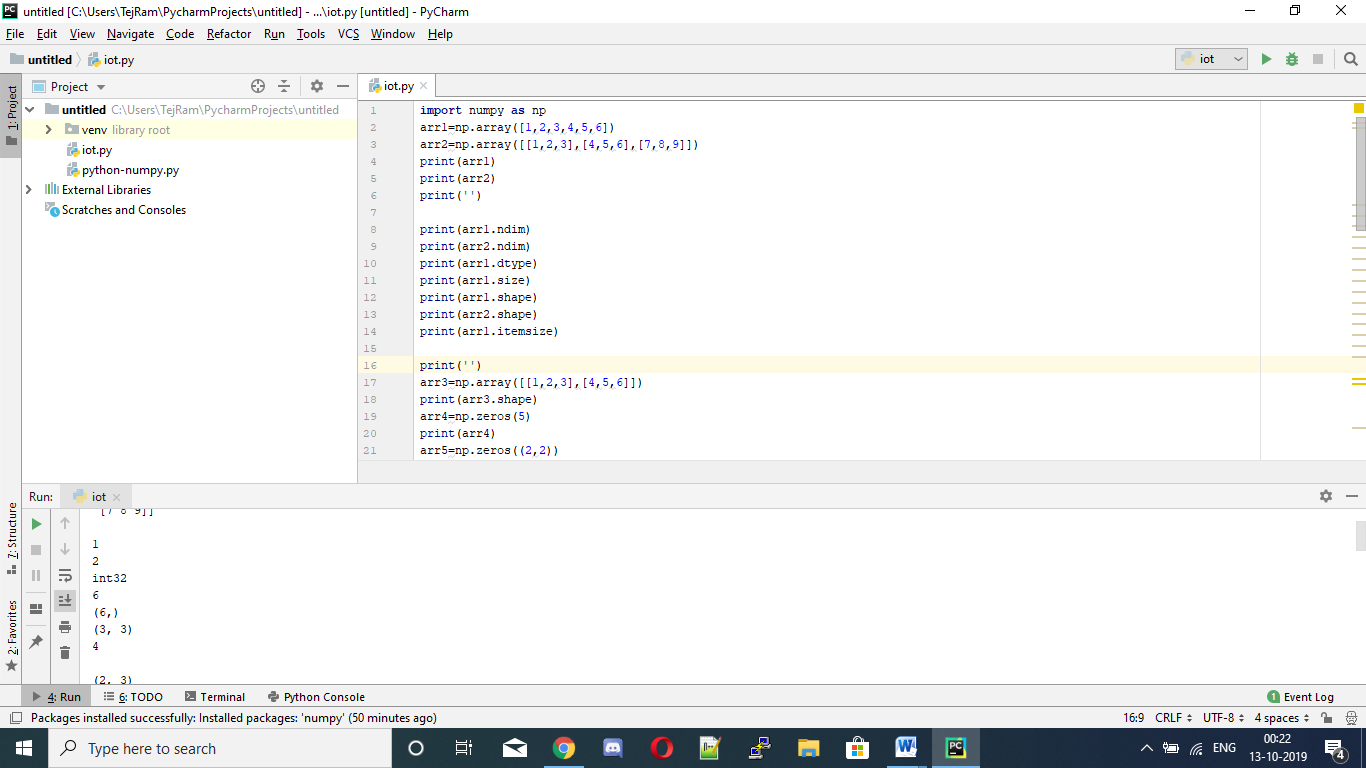 untitled [C:\Users\TejRam\PycharmProjects\untitled] - ...\iot.py [untitled] - PyCharm
File Edit View Navigate Code Refactor Run Tools VCS Window Help
untitled iot.py
iot
1: Project
Project
untitled C:\Users\TejRam\PycharmProjects\untitled
venv library root
iot.py
python-numpy.py
External Libraries
Scratches and Consoles
iot.py
1 import numpy as np
2 arr1=np.array([1,2,3,4,5,6])
3 arr2=np.array([[1,2,3],[4,5,6],[7,8,9]])
4 print(arr1)
5 print(arr2)
6 print('')
7
8 print(arr1.ndim)
9 print(arr2.ndim)
10 print(arr1.dtype)
11 print(arr1.size)
12 print(arr1.shape)
13 print(arr2.shape)
14 print(arr1.itemsize)
15
16 print('')
17 arr3=np.array([[1,2,3],[4,5,6]])
18 print(arr3.shape)
19 arr4=np.zeros(5)
20 print(arr4)
21 arr5=np.zeros((2,2))
7: Structure
2: Favorites
Run: iot
[7 8 9]]
1
2
int32
6
(6,)
(3, 3)
4
(2, 3)
4: Run 6: TODO Terminal Python Console Event Log
Packages installed successfully: Installed packages: 'numpy' (50 minutes ago) 16:9 CRLF UTF-8 4 spaces
Type here to search
ENG
00:22
13-10-2019
4